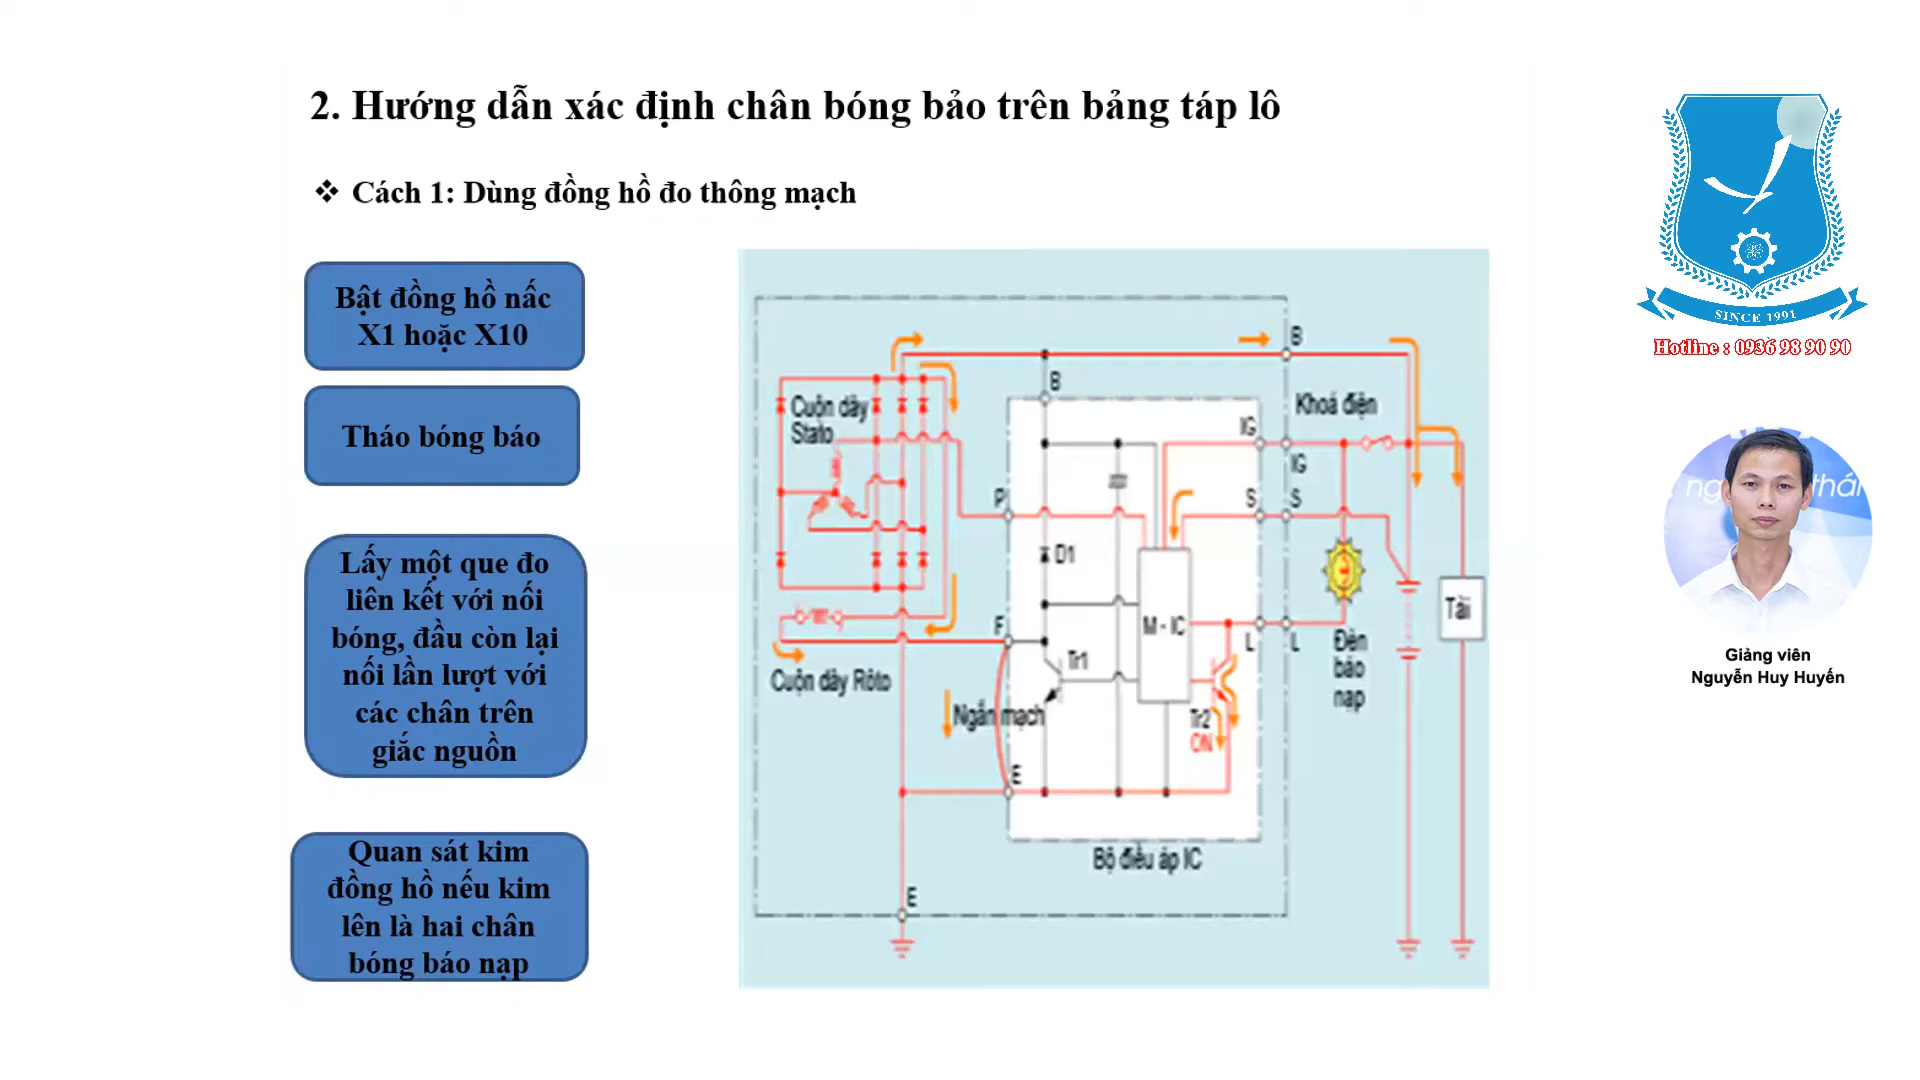 2. Hướng dẫn xác định chân bóng bảo trên bảng táp lô
❖ Cách 1: Dùng đồng hồ đo thông mạch
Bật đồng hồ nấc
X1 hoặc X10
Tháo bóng báo
Lấy một que đo
liên kết với nối
bóng, đầu còn lại
nối lần lượt với
các chân trên
giắc nguồn
Quan sát kim
đồng hồ nếu kim
lên là hai chân
bóng báo nạp
B
B
Cuộn dây
Stato
Khoá điện
IG
IG
P
S
S
D1
F
M - IC
L
L
Tải
Tr1
Đèn
báo
nạp
Cuộn dây Rôto
Ngắn mạch
Tr2
ON
E
Bộ điều áp IC
E
SINCE 1991
Hotline : 0936 98 90 90
ng
thán
Giảng viên
Nguyễn Huy Huyến